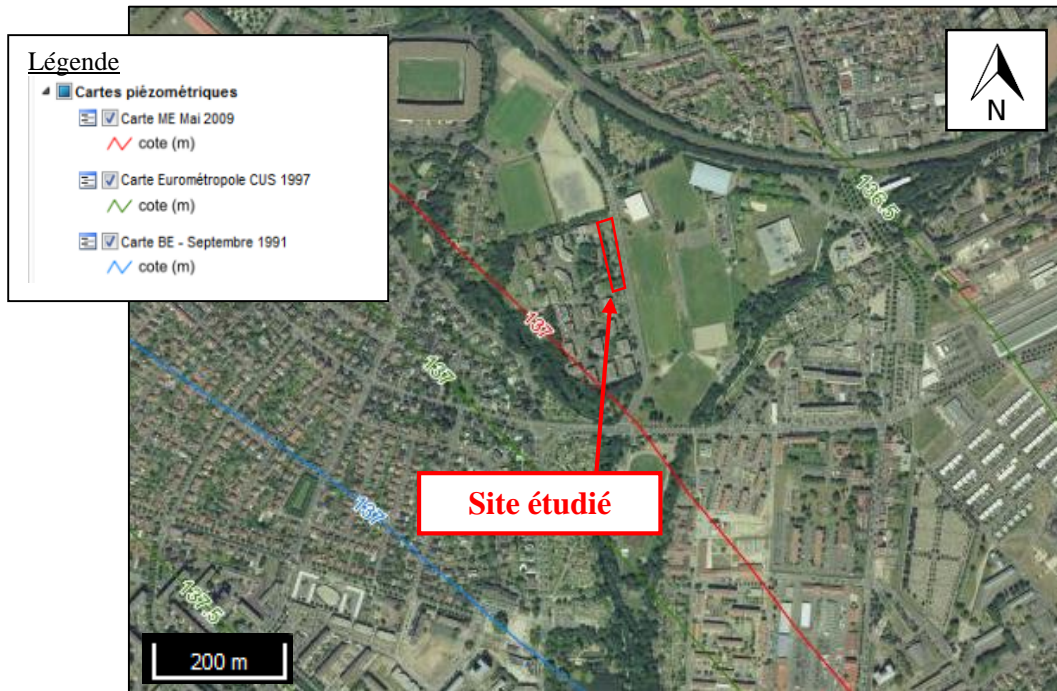 Légende
Cartes piézométriques
Carte ME Mai 2009
cote (m)
Carte Eurométropole CUS 1997
cote (m)
Carte BE - Septembre 1991
cote (m)
N
136.5
137
137
137
137.5
Site étudié
200 m